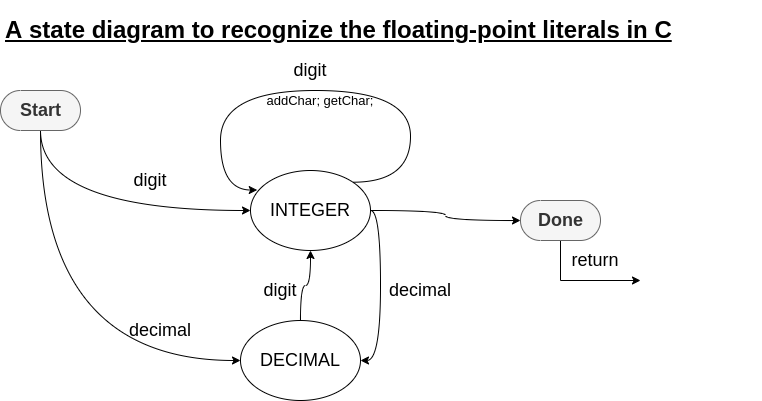 A state diagram to recognize the floating-point literals in C
digit
addChar; getChar;
Start
digit
INTEGER
Done
return
digit
decimal
decimal
DECIMAL